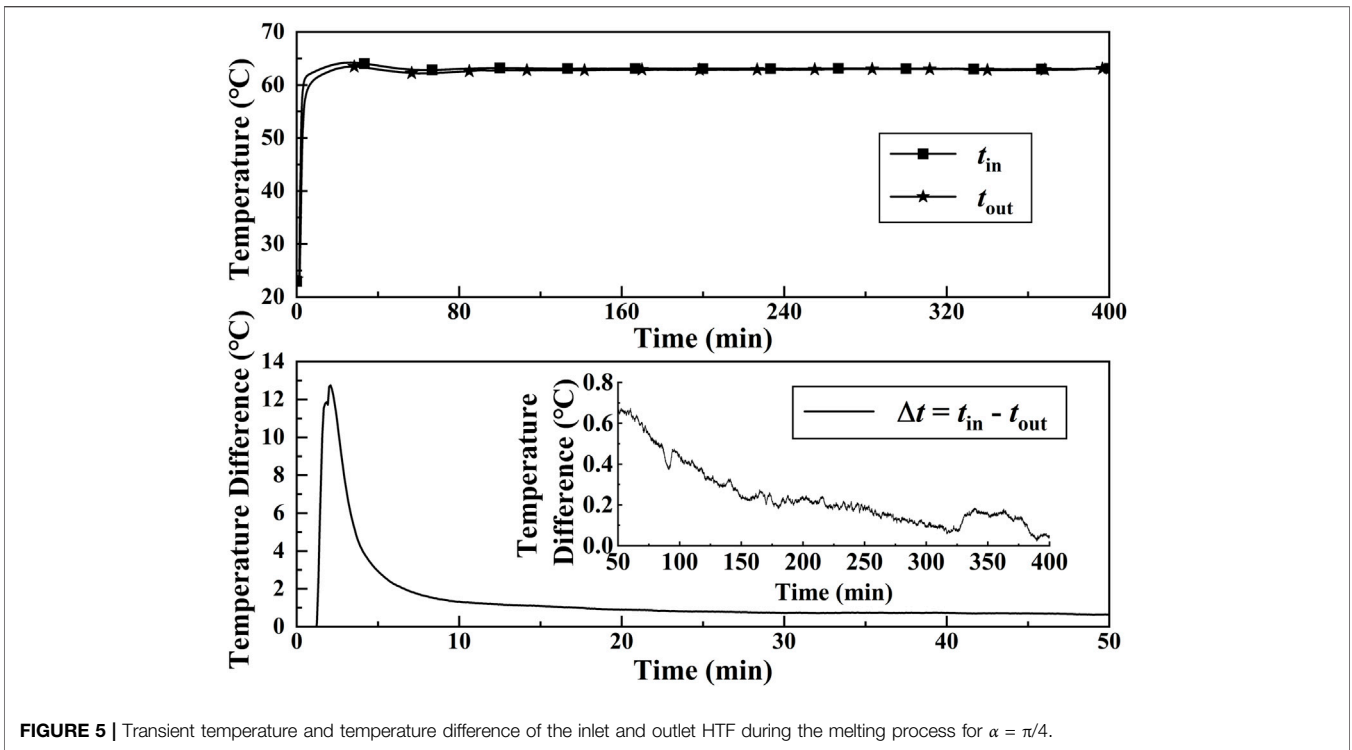 70
60
50
40
30
20
Temperature (°C)
t_in
t_out
0 80 160 240 320 400
Time (min)
14
12
10
8
6
4
2
0
Temperature Difference (°C)
Δt = t_in - t_out
0.8
0.6
0.4
0.2
0.0
Temperature
Difference (°C)
50 100 150 200 250 300 350 400
Time (min)
0 10 20 30 40 50
Time (min)
FIGURE 5 | Transient temperature and temperature difference of the inlet and outlet HTF during the melting process for α = π/4.